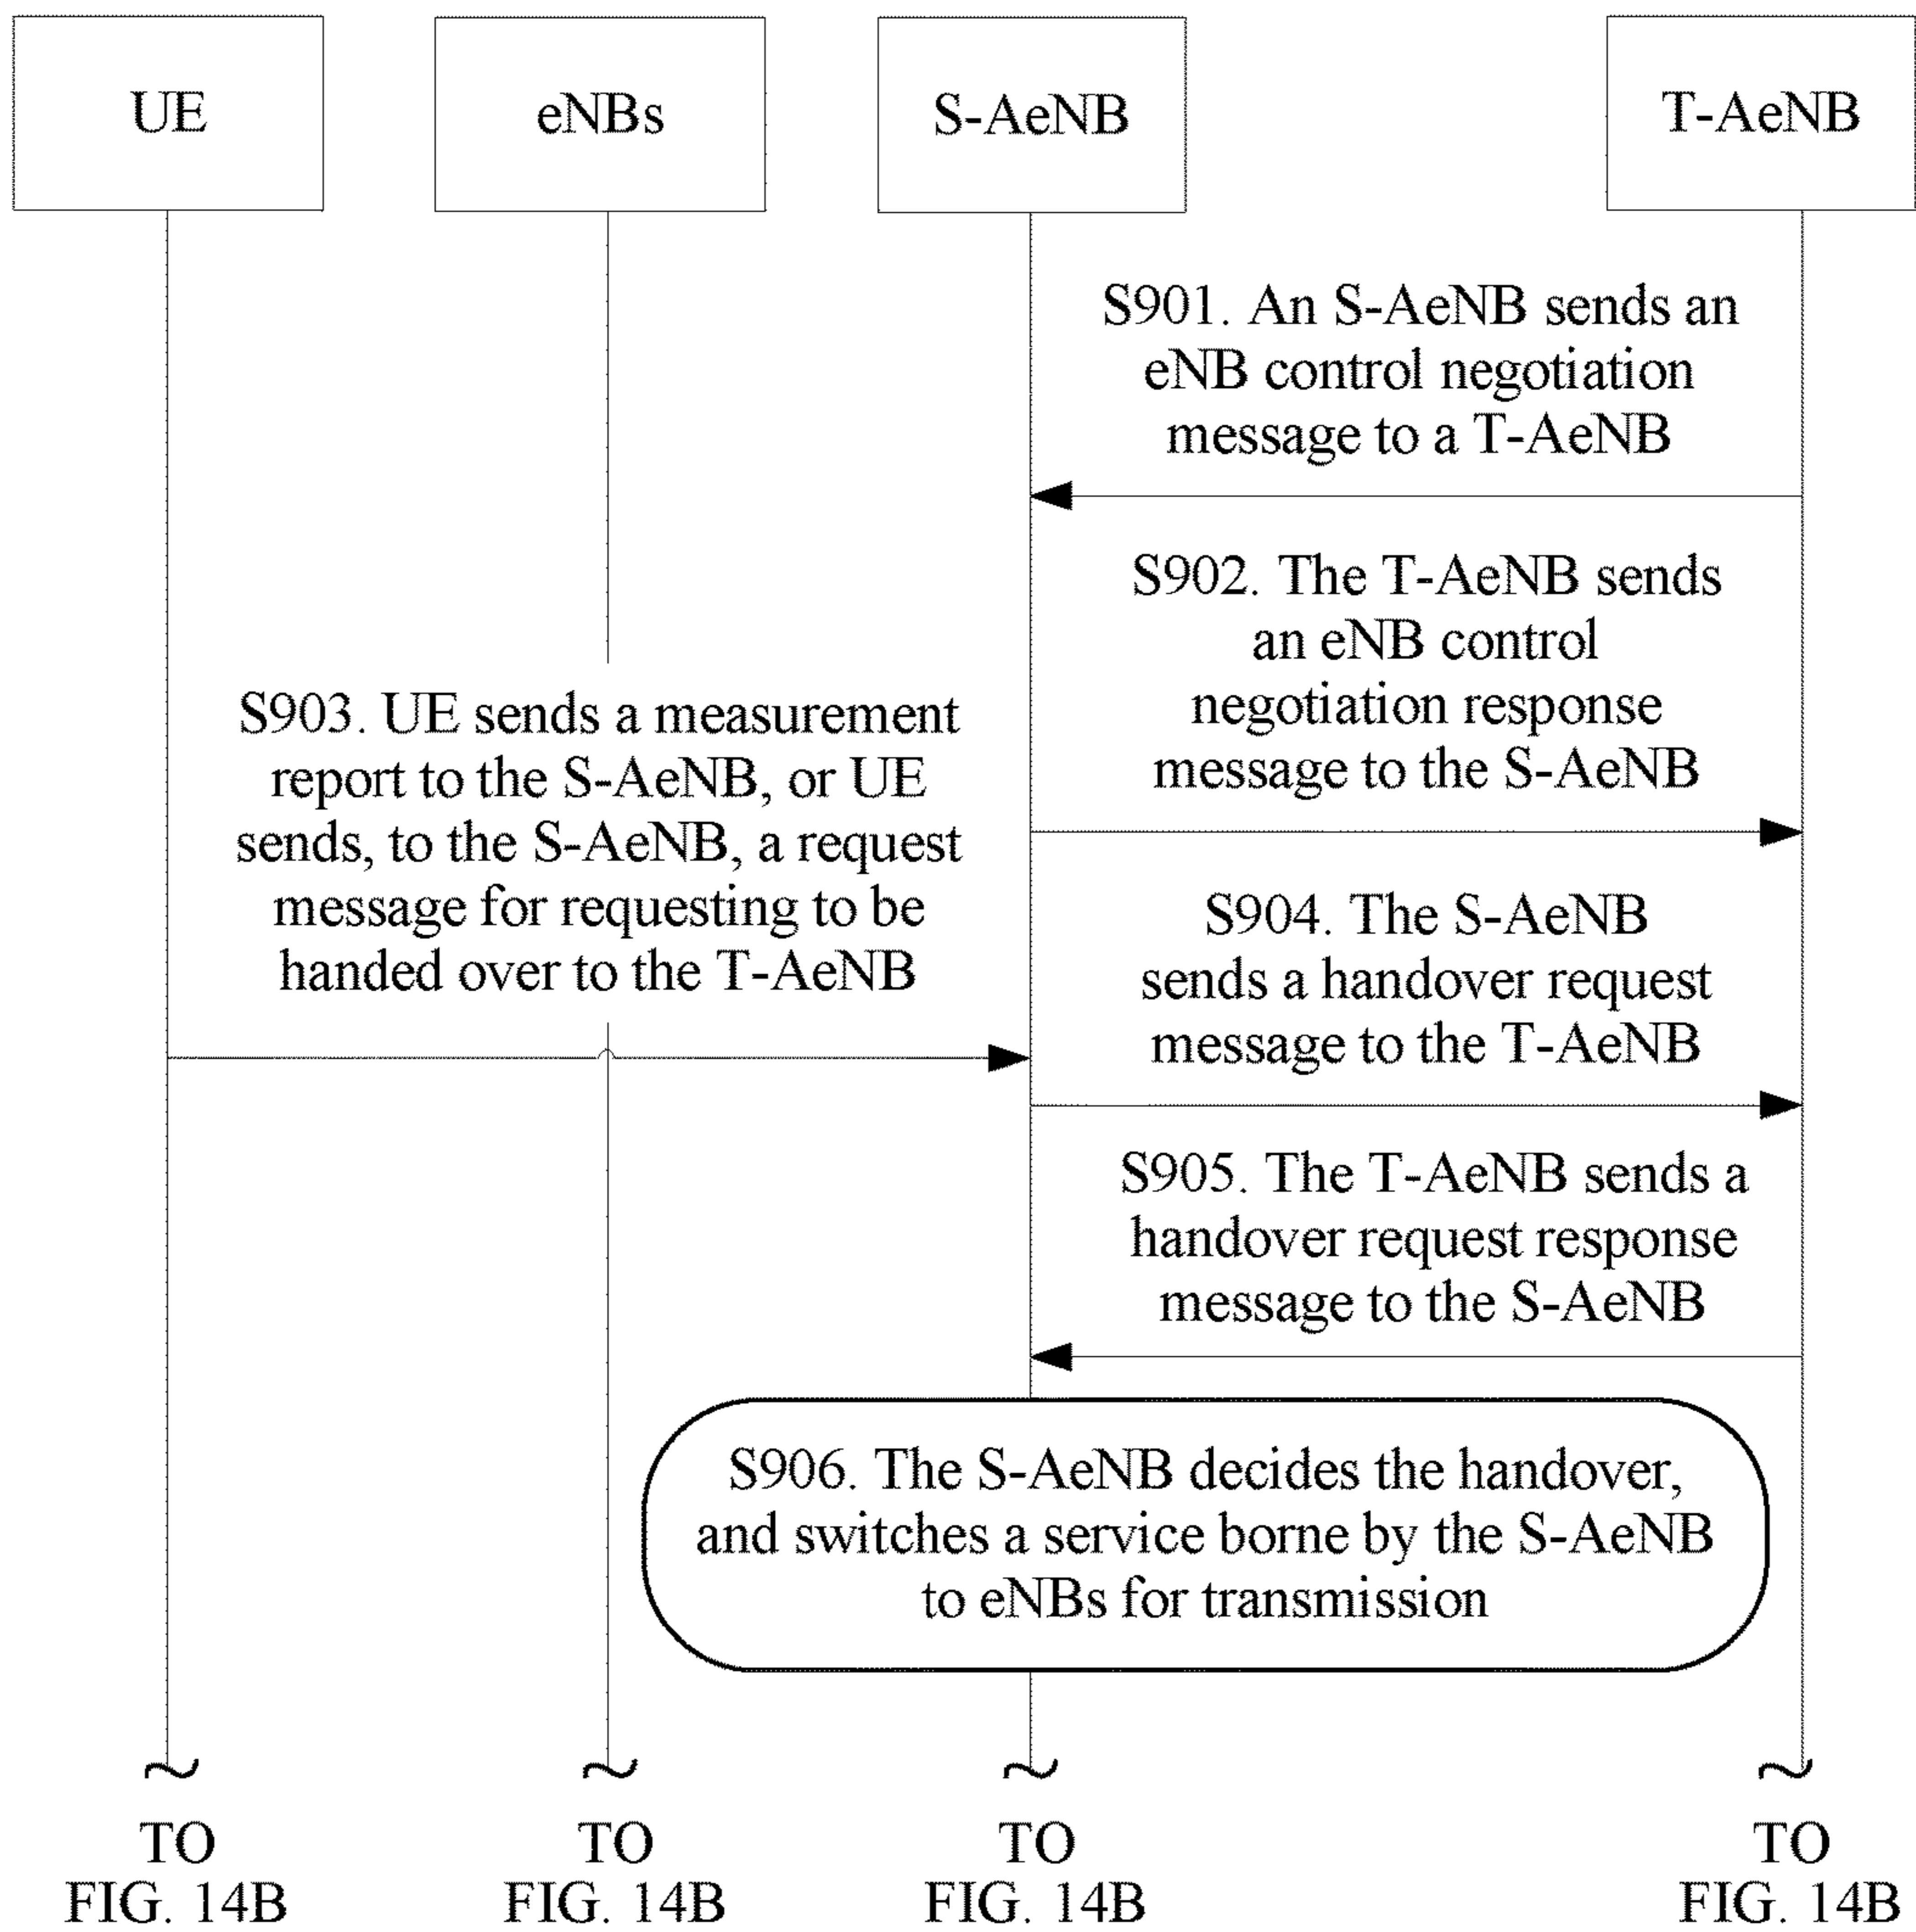 UE
eNBs
S-AeNB
T-AeNB
S901. An S-AeNB sends an
eNB control negotiation
message to a T-AeNB
S902. The T-AeNB sends
an eNB control
negotiation response
message to the S-AeNB
S903. UE sends a measurement
report to the S-AeNB, or UE
sends, to the S-AeNB, a request
message for requesting to be
handed over to the T-AeNB
S904. The S-AeNB
sends a handover request
message to the T-AeNB
S905. The T-AeNB sends a
handover request response
message to the S-AeNB
S906. The S-AeNB decides the handover,
and switches a service borne by the S-AeNB
to eNBs for transmission
TO
FIG. 14B
TO
FIG. 14B
TO
FIG. 14B
TO
FIG. 14B